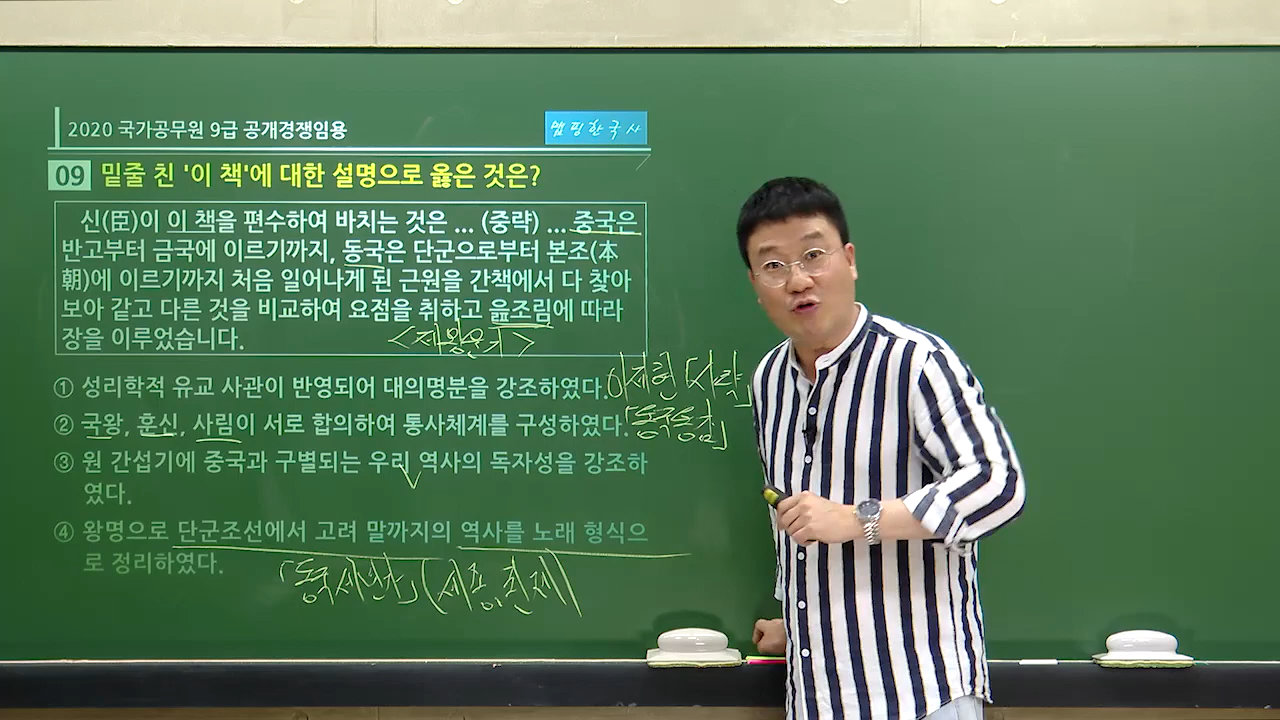 2020 국가공무원 9급 공개경쟁임용
맵핑한국사
09 밑줄 친 '이 책'에 대한 설명으로 옳은 것은?
신(臣)이 이 책을 편수하여 바치는 것은 ... (중략) ... 중국은
반고부터 금국에 이르기까지, 동국은 단군으로부터 본조(本
朝)에 이르기까지 처음 일어나게 된 근원을 간책에서 다 찾아
보아 같고 다른 것을 비교하여 요점을 취하고 읊조림에 따라
장을 이루었습니다.
<제왕운기>
① 성리학적 유교 사관이 반영되어 대의명분을 강조하였다.
이제현 「사략」
② 국왕, 훈신, 사림이 서로 합의하여 통사체계를 구성하였다.
「동국통감」
③ 원 간섭기에 중국과 구별되는 우리 역사의 독자성을 강조하
였다.
④ 왕명으로 단군조선에서 고려 말까지의 역사를 노래 형식으
로 정리하였다.
「동국세년가」(세종, 권제)